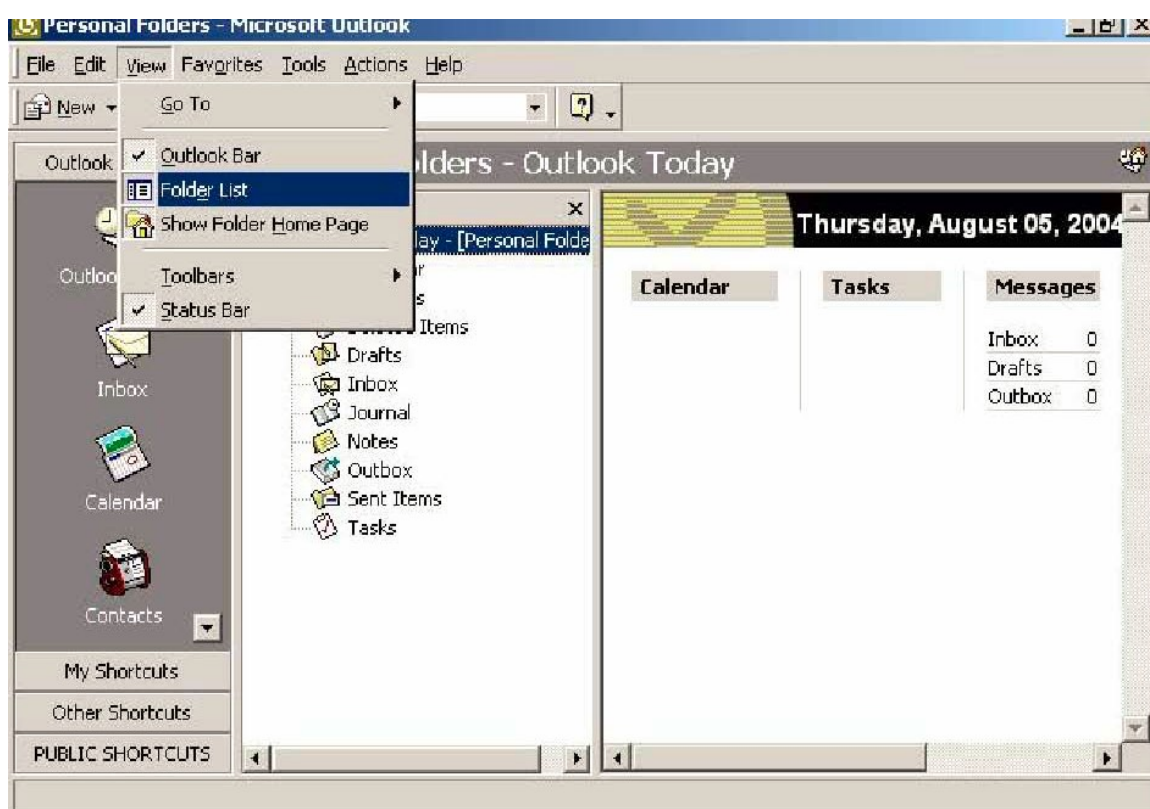 Personal Folders - Microsoft Outlook
File Edit View Favorites Tools Actions Help
New
Go To
Outlook Bar
Folder List
Show Folder Home Page
Toolbars
Status Bar
Outlook
lders - Outlook Today
ay - [Personal Folde
Items
Drafts
Inbox
Journal
Notes
Outbox
Sent Items
Tasks
Inbox
Calendar
Contacts
My Shortcuts
Other Shortcuts
PUBLIC SHORTCUTS
Thursday, August 05, 2004
Calendar Tasks Messages
Inbox 0
Drafts 0
Outbox 0